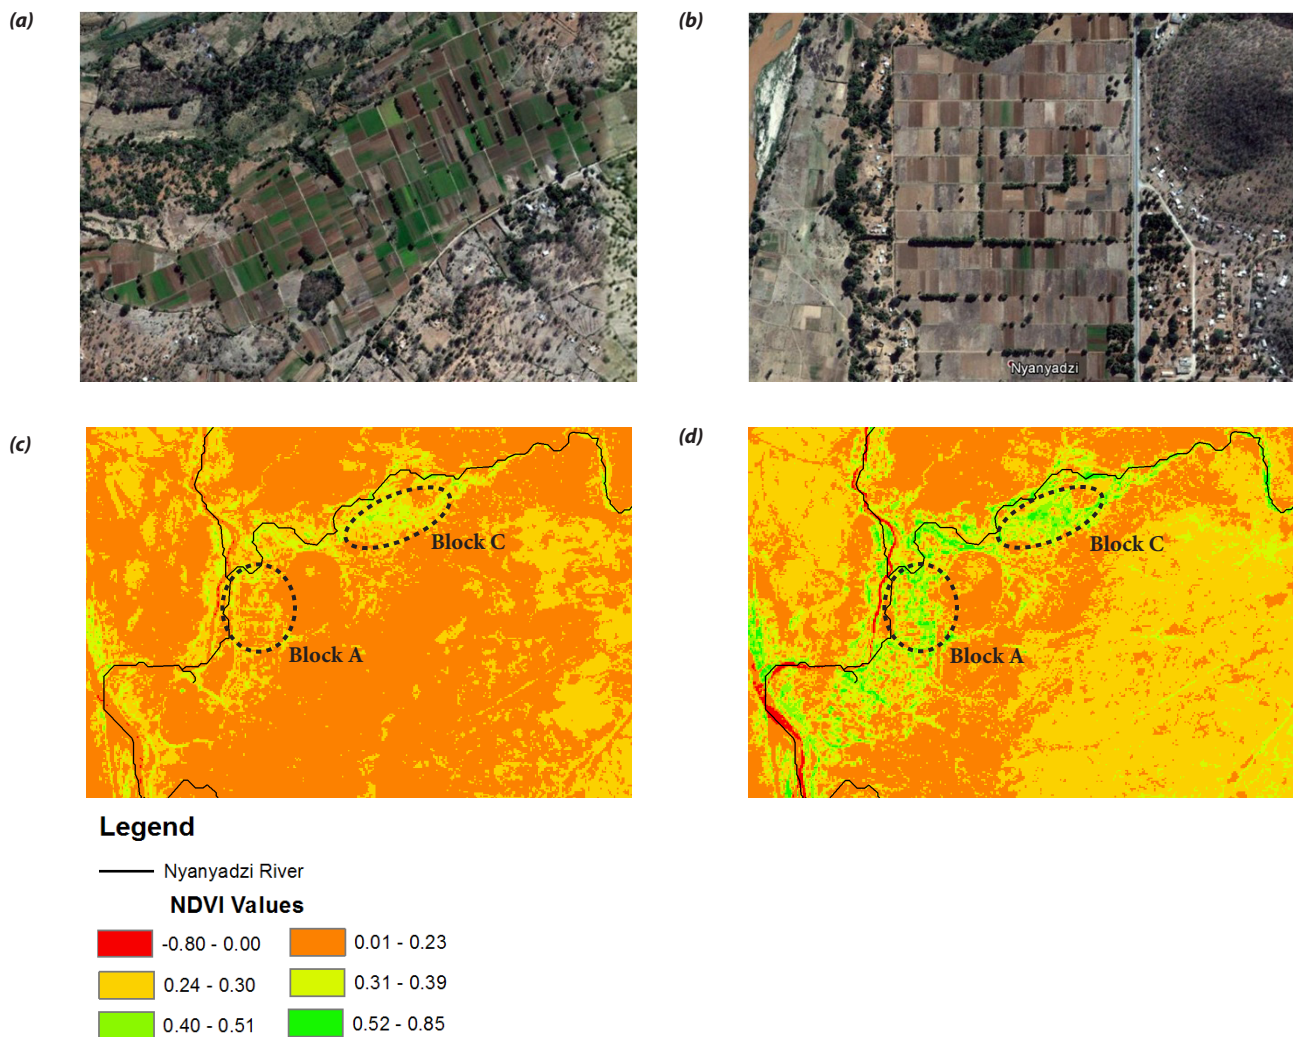 (a)
(b)
Nyanyadzi
(c)
(d)
Block C
Block A
Block C
Block A
Legend
Nyanyadzi River
NDVI Values
-0.80 - 0.00
0.01 - 0.23
0.24 - 0.30
0.31 - 0.39
0.40 - 0.51
0.52 - 0.85